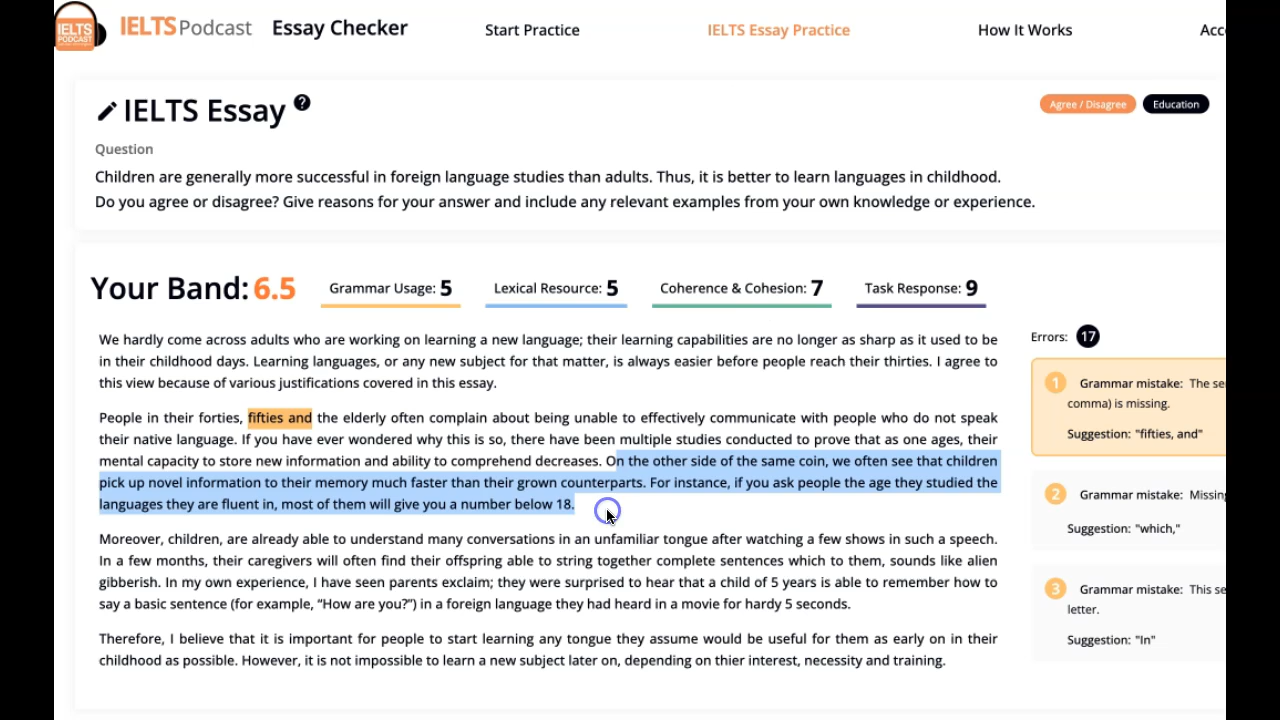 IELTS PODCAST
IELTS Podcast
Essay Checker
Start Practice
IELTS Essay Practice
How It Works
Acc
IELTS Essay ?
Agree / Disagree
Education
Question
Children are generally more successful in foreign language studies than adults. Thus, it is better to learn languages in childhood.
Do you agree or disagree? Give reasons for your answer and include any relevant examples from your own knowledge or experience.
Your Band: 6.5
Grammar Usage: 5
Lexical Resource: 5
Coherence & Cohesion: 7
Task Response: 9
We hardly come across adults who are working on learning a new language; their learning capabilities are no longer as sharp as it used to be
in their childhood days. Learning languages, or any new subject for that matter, is always easier before people reach their thirties. I agree to
this view because of various justifications covered in this essay.
People in their forties, fifties and the elderly often complain about being unable to effectively communicate with people who do not speak
their native language. If you have ever wondered why this is so, there have been multiple studies conducted to prove that as one ages, their
mental capacity to store new information and ability to comprehend decreases. On the other side of the same coin, we often see that children
pick up novel information to their memory much faster than their grown counterparts. For instance, if you ask people the age they studied the
languages they are fluent in, most of them will give you a number below 18.
Moreover, children, are already able to understand many conversations in an unfamiliar tongue after watching a few shows in such a speech.
In a few months, their caregivers will often find their offspring able to string together complete sentences which to them, sounds like alien
gibberish. In my own experience, I have seen parents exclaim; they were surprised to hear that a child of 5 years is able to remember how to
say a basic sentence (for example, “How are you?”) in a foreign language they had heard in a movie for hardy 5 seconds.
Therefore, I believe that it is important for people to start learning any tongue they assume would be useful for them as early on in their
childhood as possible. However, it is not impossible to learn a new subject later on, depending on thier interest, necessity and training.
Errors: 17
1 Grammar mistake: The se
comma) is missing.
Suggestion: "fifties, and"
2 Grammar mistake: Missing
Suggestion: "which,"
3 Grammar mistake: This se
letter.
Suggestion: "In"